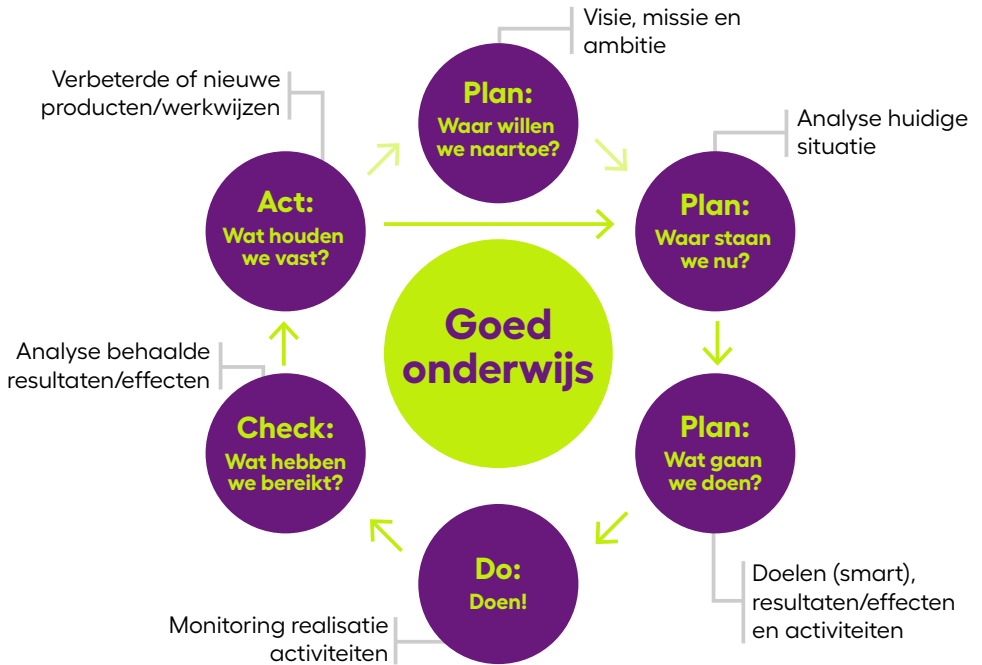 Visie, missie en
ambitie
Plan:
Waar willen
we naartoe?
Analyse huidige
situatie
Plan:
Waar staan
we nu?
Plan:
Wat gaan
we doen?
Doelen (smart),
resultaten/effecten
en activiteiten
Do:
Doen!
Monitoring realisatie
activiteiten
Check:
Wat hebben
we bereikt?
Analyse behaalde
resultaten/effecten
Act:
Wat houden
we vast?
Verbeterde of nieuwe
producten/werkwijzen
Goed
onderwijs